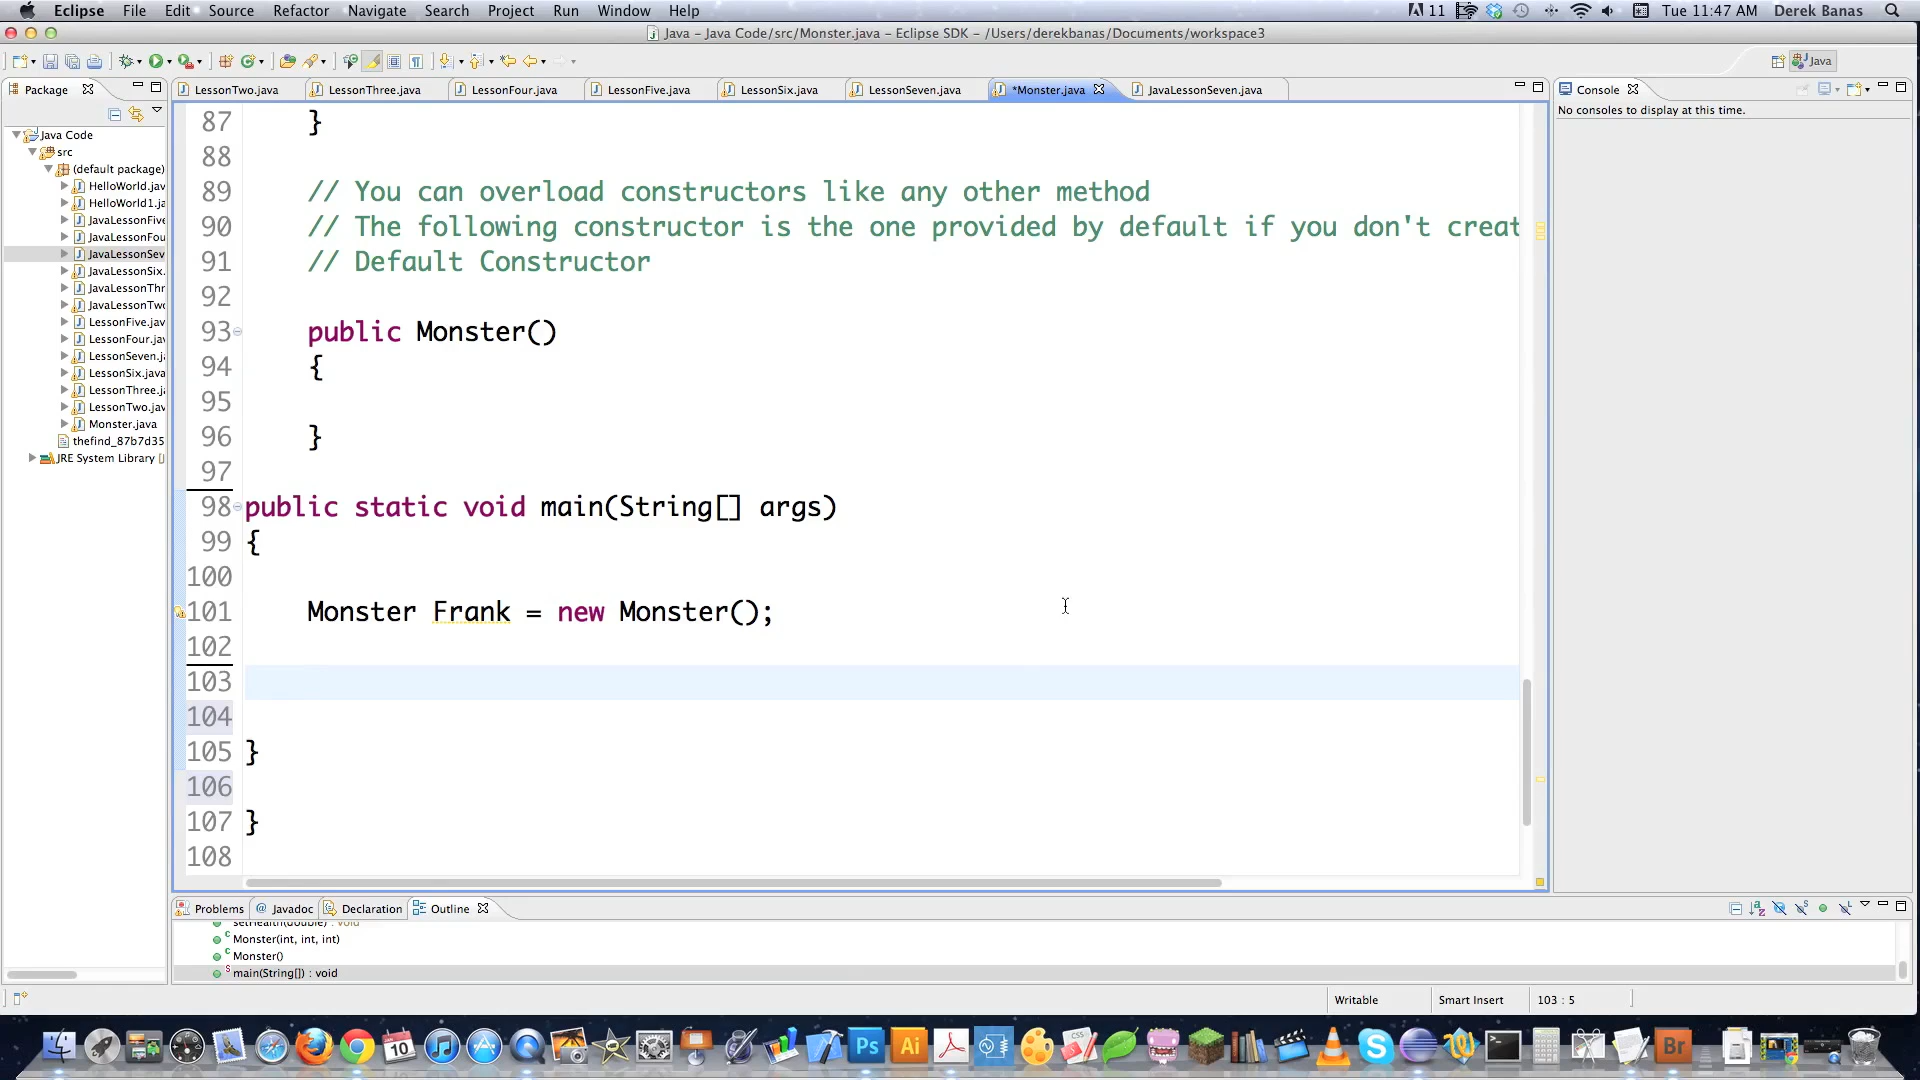 Eclipse File Edit Source Refactor Navigate Search Project Run Window Help
11 Tue 11:47 AM Derek Banas
Java – Java Code/src/Monster.java – Eclipse SDK – /Users/derekbanas/Documents/workspace3
Java
Package
LessonTwo.java LessonThree.java LessonFour.java LessonFive.java LessonSix.java LessonSeven.java *Monster.java JavaLessonSeven.java
Console
No consoles to display at this time.
Java Code
src
(default package)
HelloWorld.jav
HelloWorld1.ja
JavaLessonFive
JavaLessonFou
JavaLessonSev
JavaLessonSix.
JavaLessonThr
JavaLessonTwo
LessonFive.jav
LessonFour.jav
LessonSeven.j
LessonSix.java
LessonThree.j
LessonTwo.jav
Monster.java
thefind_87b7d35
JRE System Library [
87 }
88
89 // You can overload constructors like any other method
90 // The following constructor is the one provided by default if you don't creat
91 // Default Constructor
92
93 public Monster()
94 {
95
96 }
97
98 public static void main(String[] args)
99 {
100
101 Monster Frank = new Monster();
102
103
104
105 }
106
107 }
108
Problems @ Javadoc Declaration Outline
setHealth(double) : void
Monster(int, int, int)
Monster()
main(String[]) : void
Writable Smart Insert 103 : 5
10 Ps Ai Br